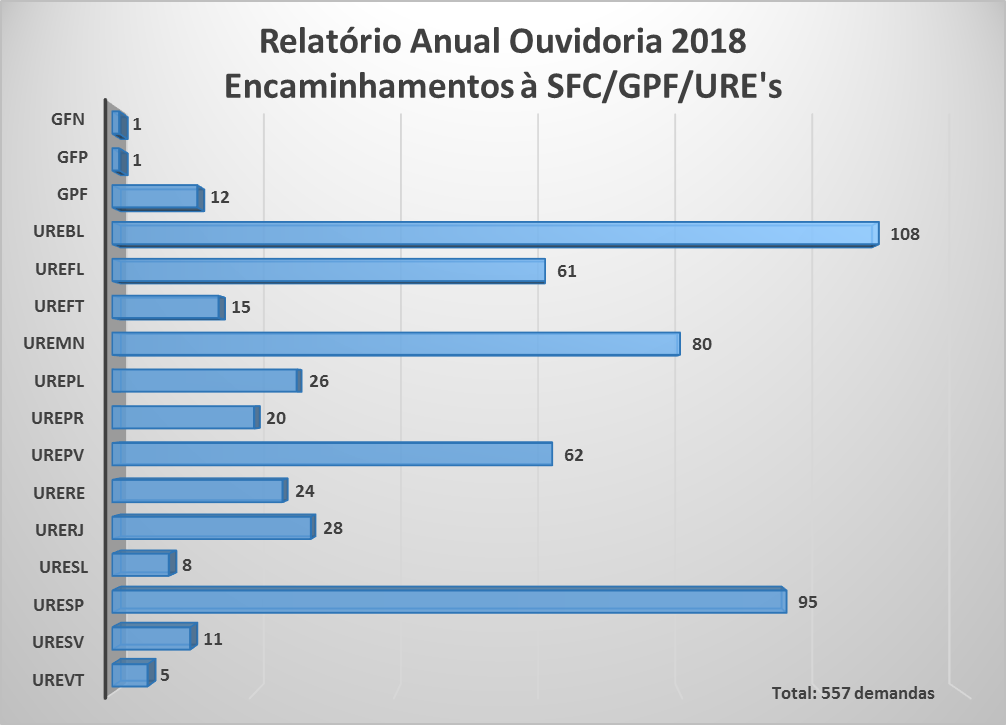 Relatório Anual Ouvidoria 2018
Encaminhamentos à SFC/GPF/URE's
GFN 1
GFP 1
GPF 12
UREBL 108
UREFL 61
UREFT 15
UREMN 80
UREPL 26
UREPR 20
UREPV 62
URERE 24
URERJ 28
URESL 8
URESP 95
URESV 11
UREVT 5
Total: 557 demandas